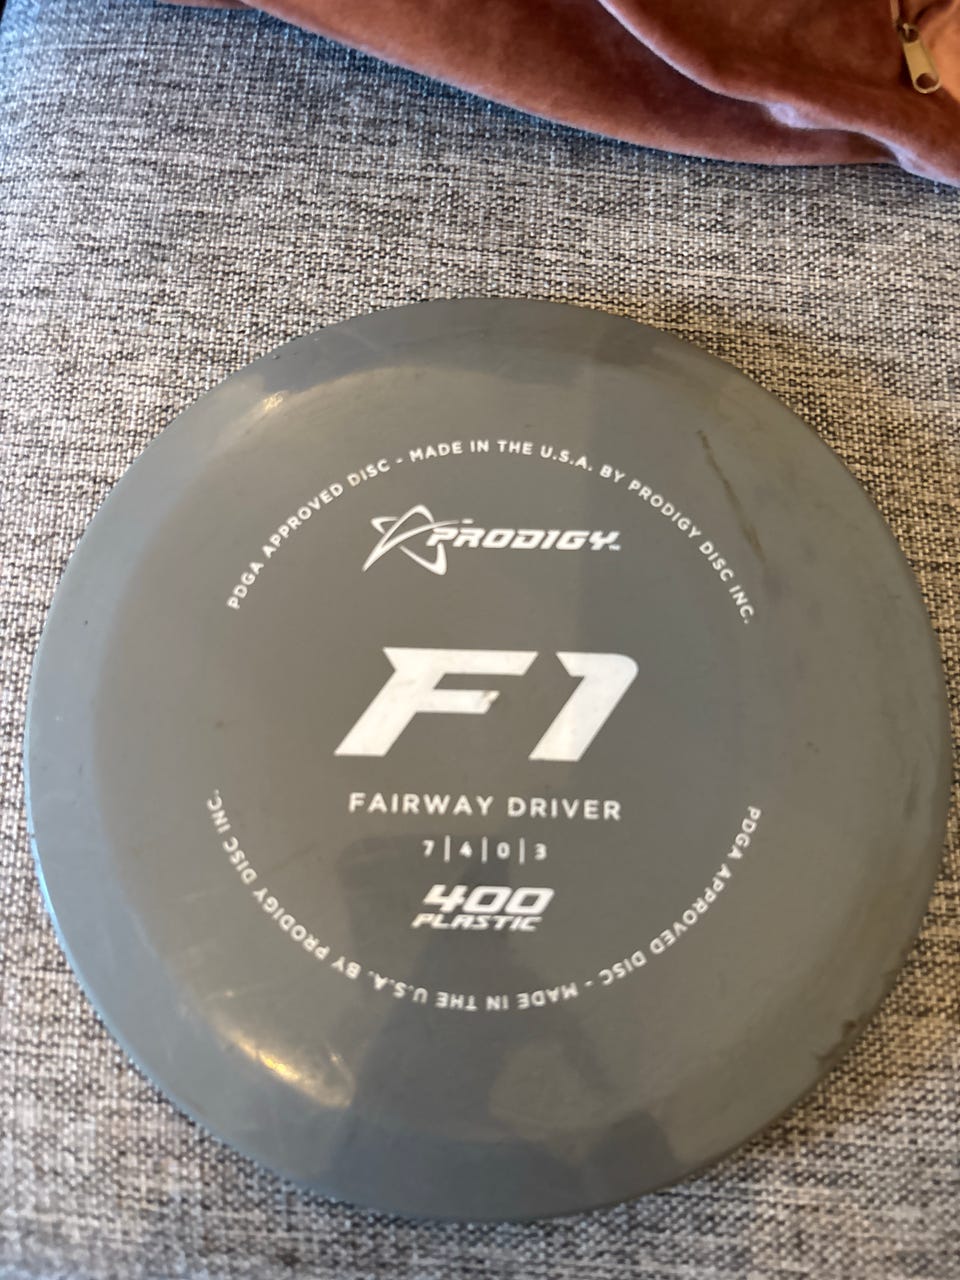 PDGA APPROVED DISC - MADE IN THE U.S.A. BY PRODIGY DISC INC.
PRODIGY™
F1
FAIRWAY DRIVER
7|4|0|3
400
PLASTIC
PDGA APPROVED DISC - MADE IN THE U.S.A. BY PRODIGY DISC INC.